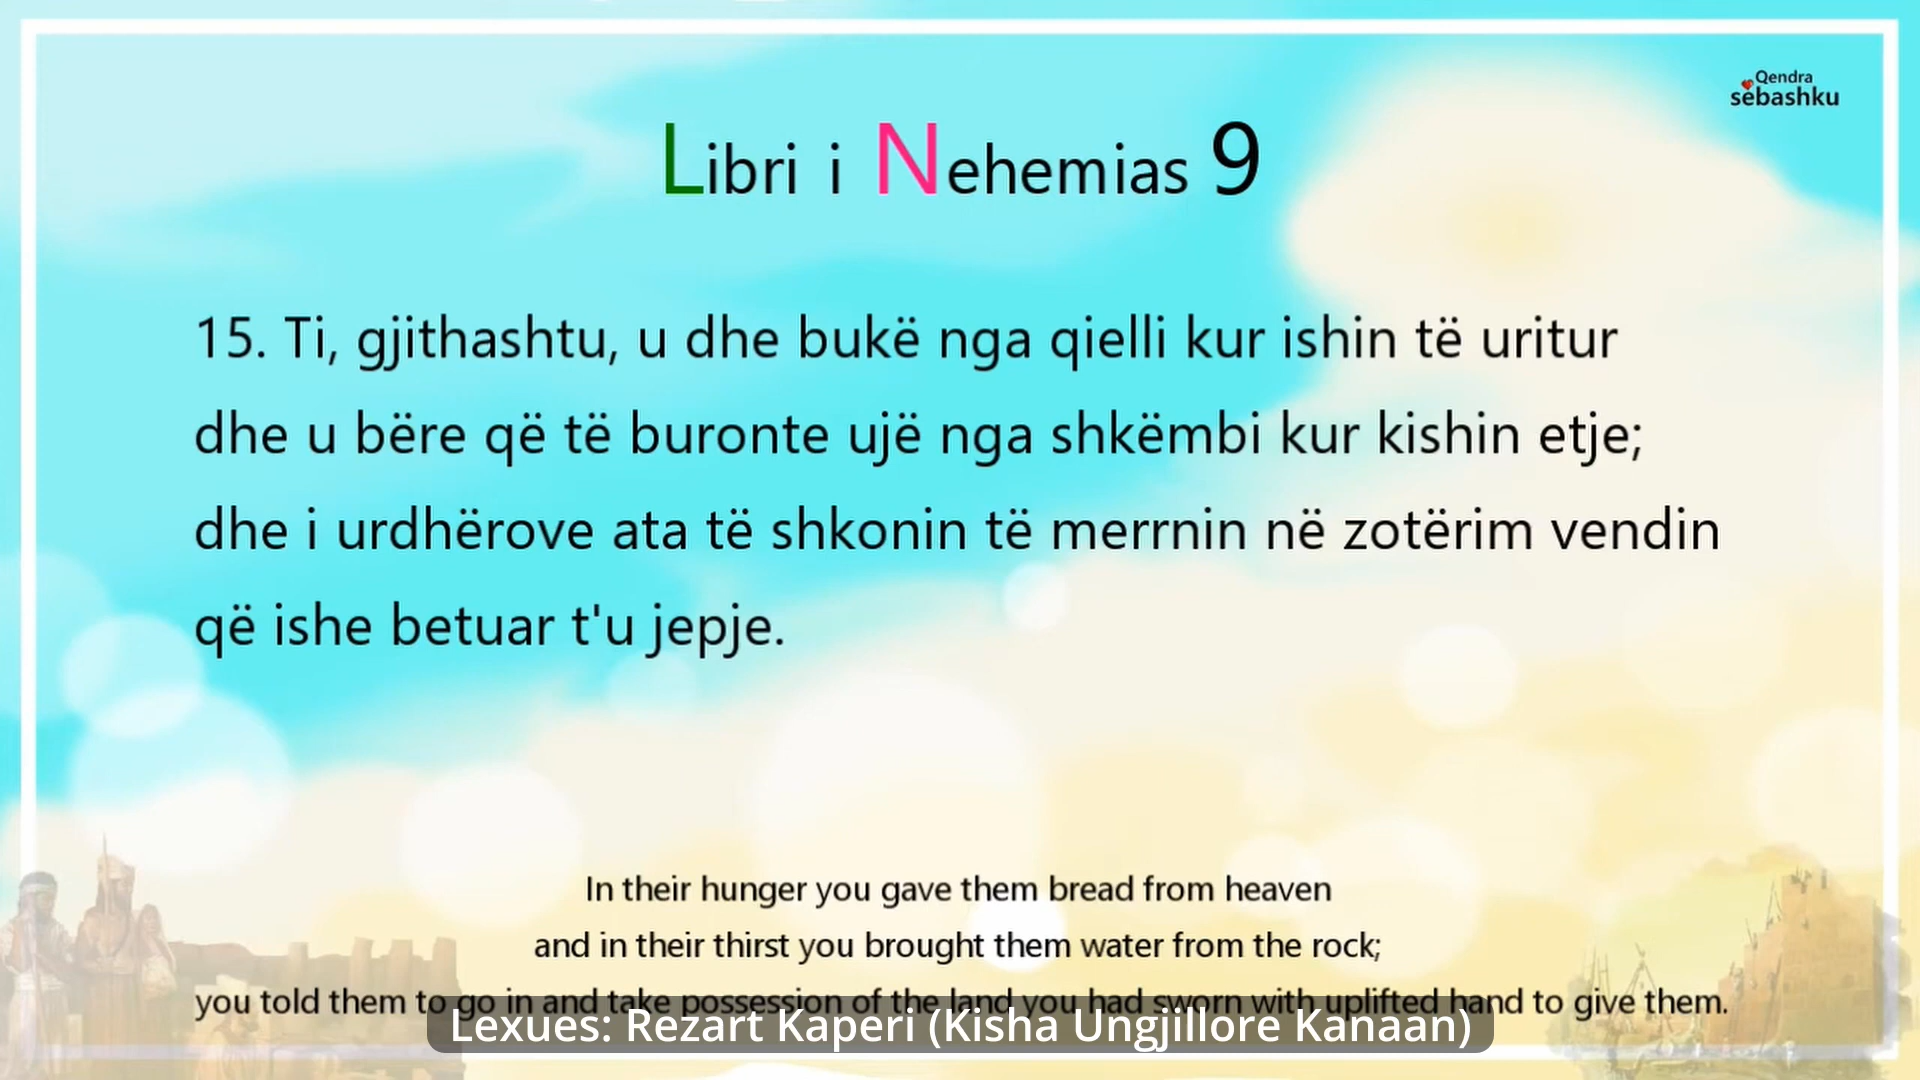 Qendra
sebashku
Libri i Nehemias 9
15. Ti, gjithashtu, u dhe bukë nga qielli kur ishin të uritur
dhe u bëre që të buronte ujë nga shkëmbi kur kishin etje;
dhe i urdhërove ata të shkonin të merrnin në zotërim vendin
që ishe betuar t'u jepje.
In their hunger you gave them bread from heaven
and in their thirst you brought them water from the rock;
you told them to go in and take possession of the land you had sworn with uplifted hand to give them.
Lexues: Rezart Kaperi (Kisha Ungjillore Kanaan)